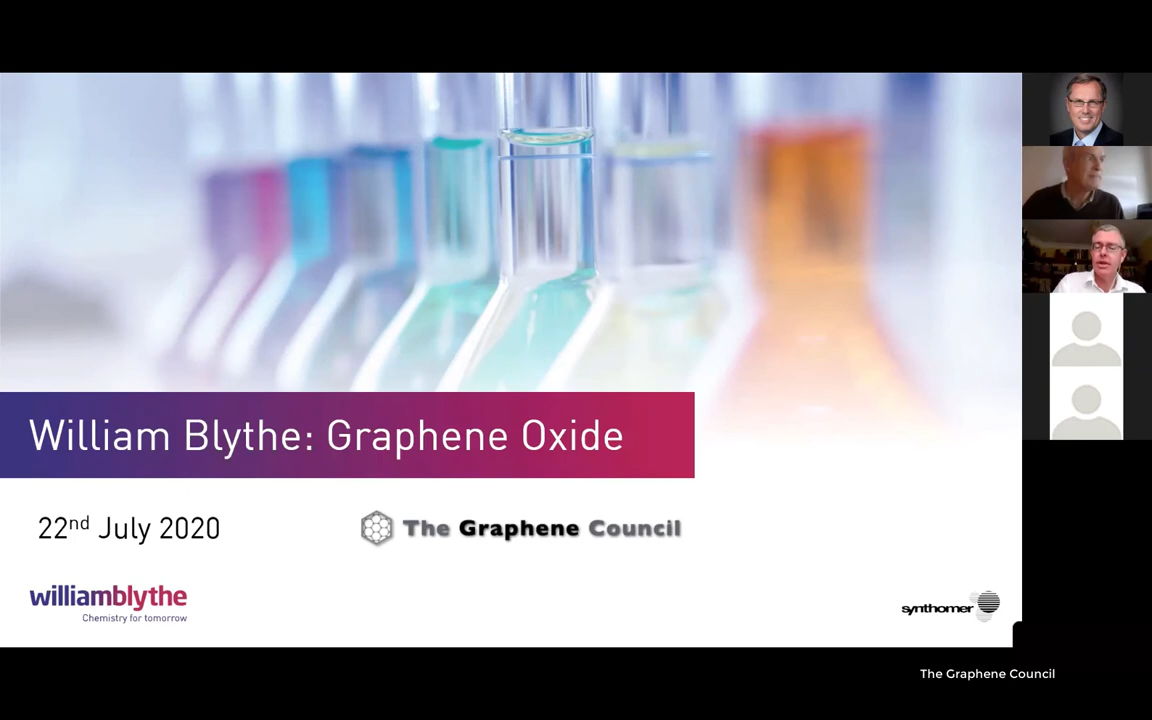 William Blythe: Graphene Oxide
22nd July 2020
The Graphene Council
williamblythe
Chemistry for tomorrow
synthomer
The Graphene Council